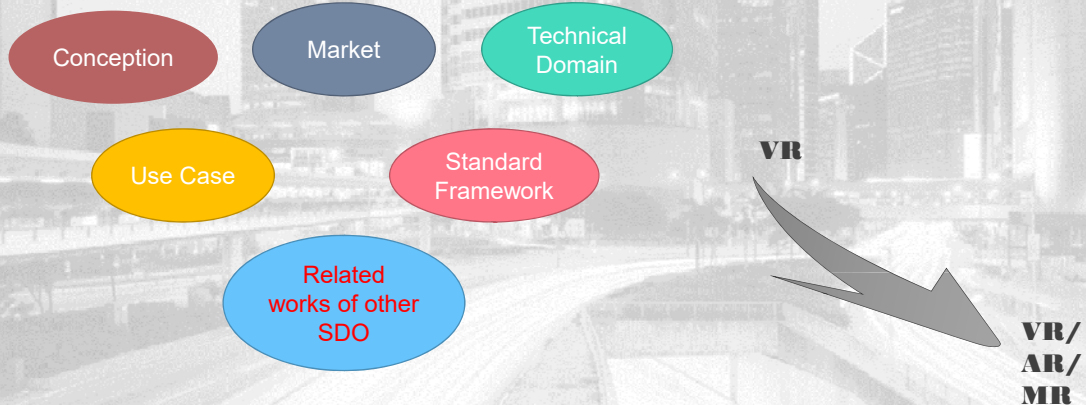 Conception
Market
Technical
Domain
Use Case
Standard
Framework
VR
Related
works of other
SDO
VR/
AR/
MR